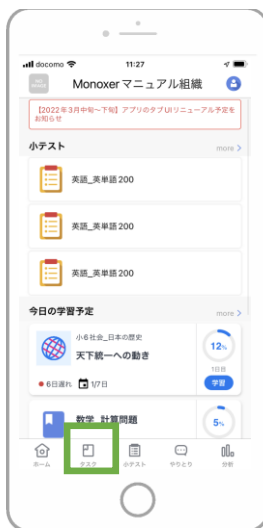 docomo 11:27
NO IMAGE Monoxerマニュアル組織
【2022年3月中旬〜下旬】アプリのタブUIリニューアル予定を
お知らせ
小テスト more >
英語_英単語200
英語_英単語200
英語_英単語200
今日の学習予定 more >
小6社会_日本の歴史
天下統一への動き
12%
1日目
学習
6日遅れ 1/7日
数学_計算問題
5%
ホーム タスク 小テスト やりとり 分析